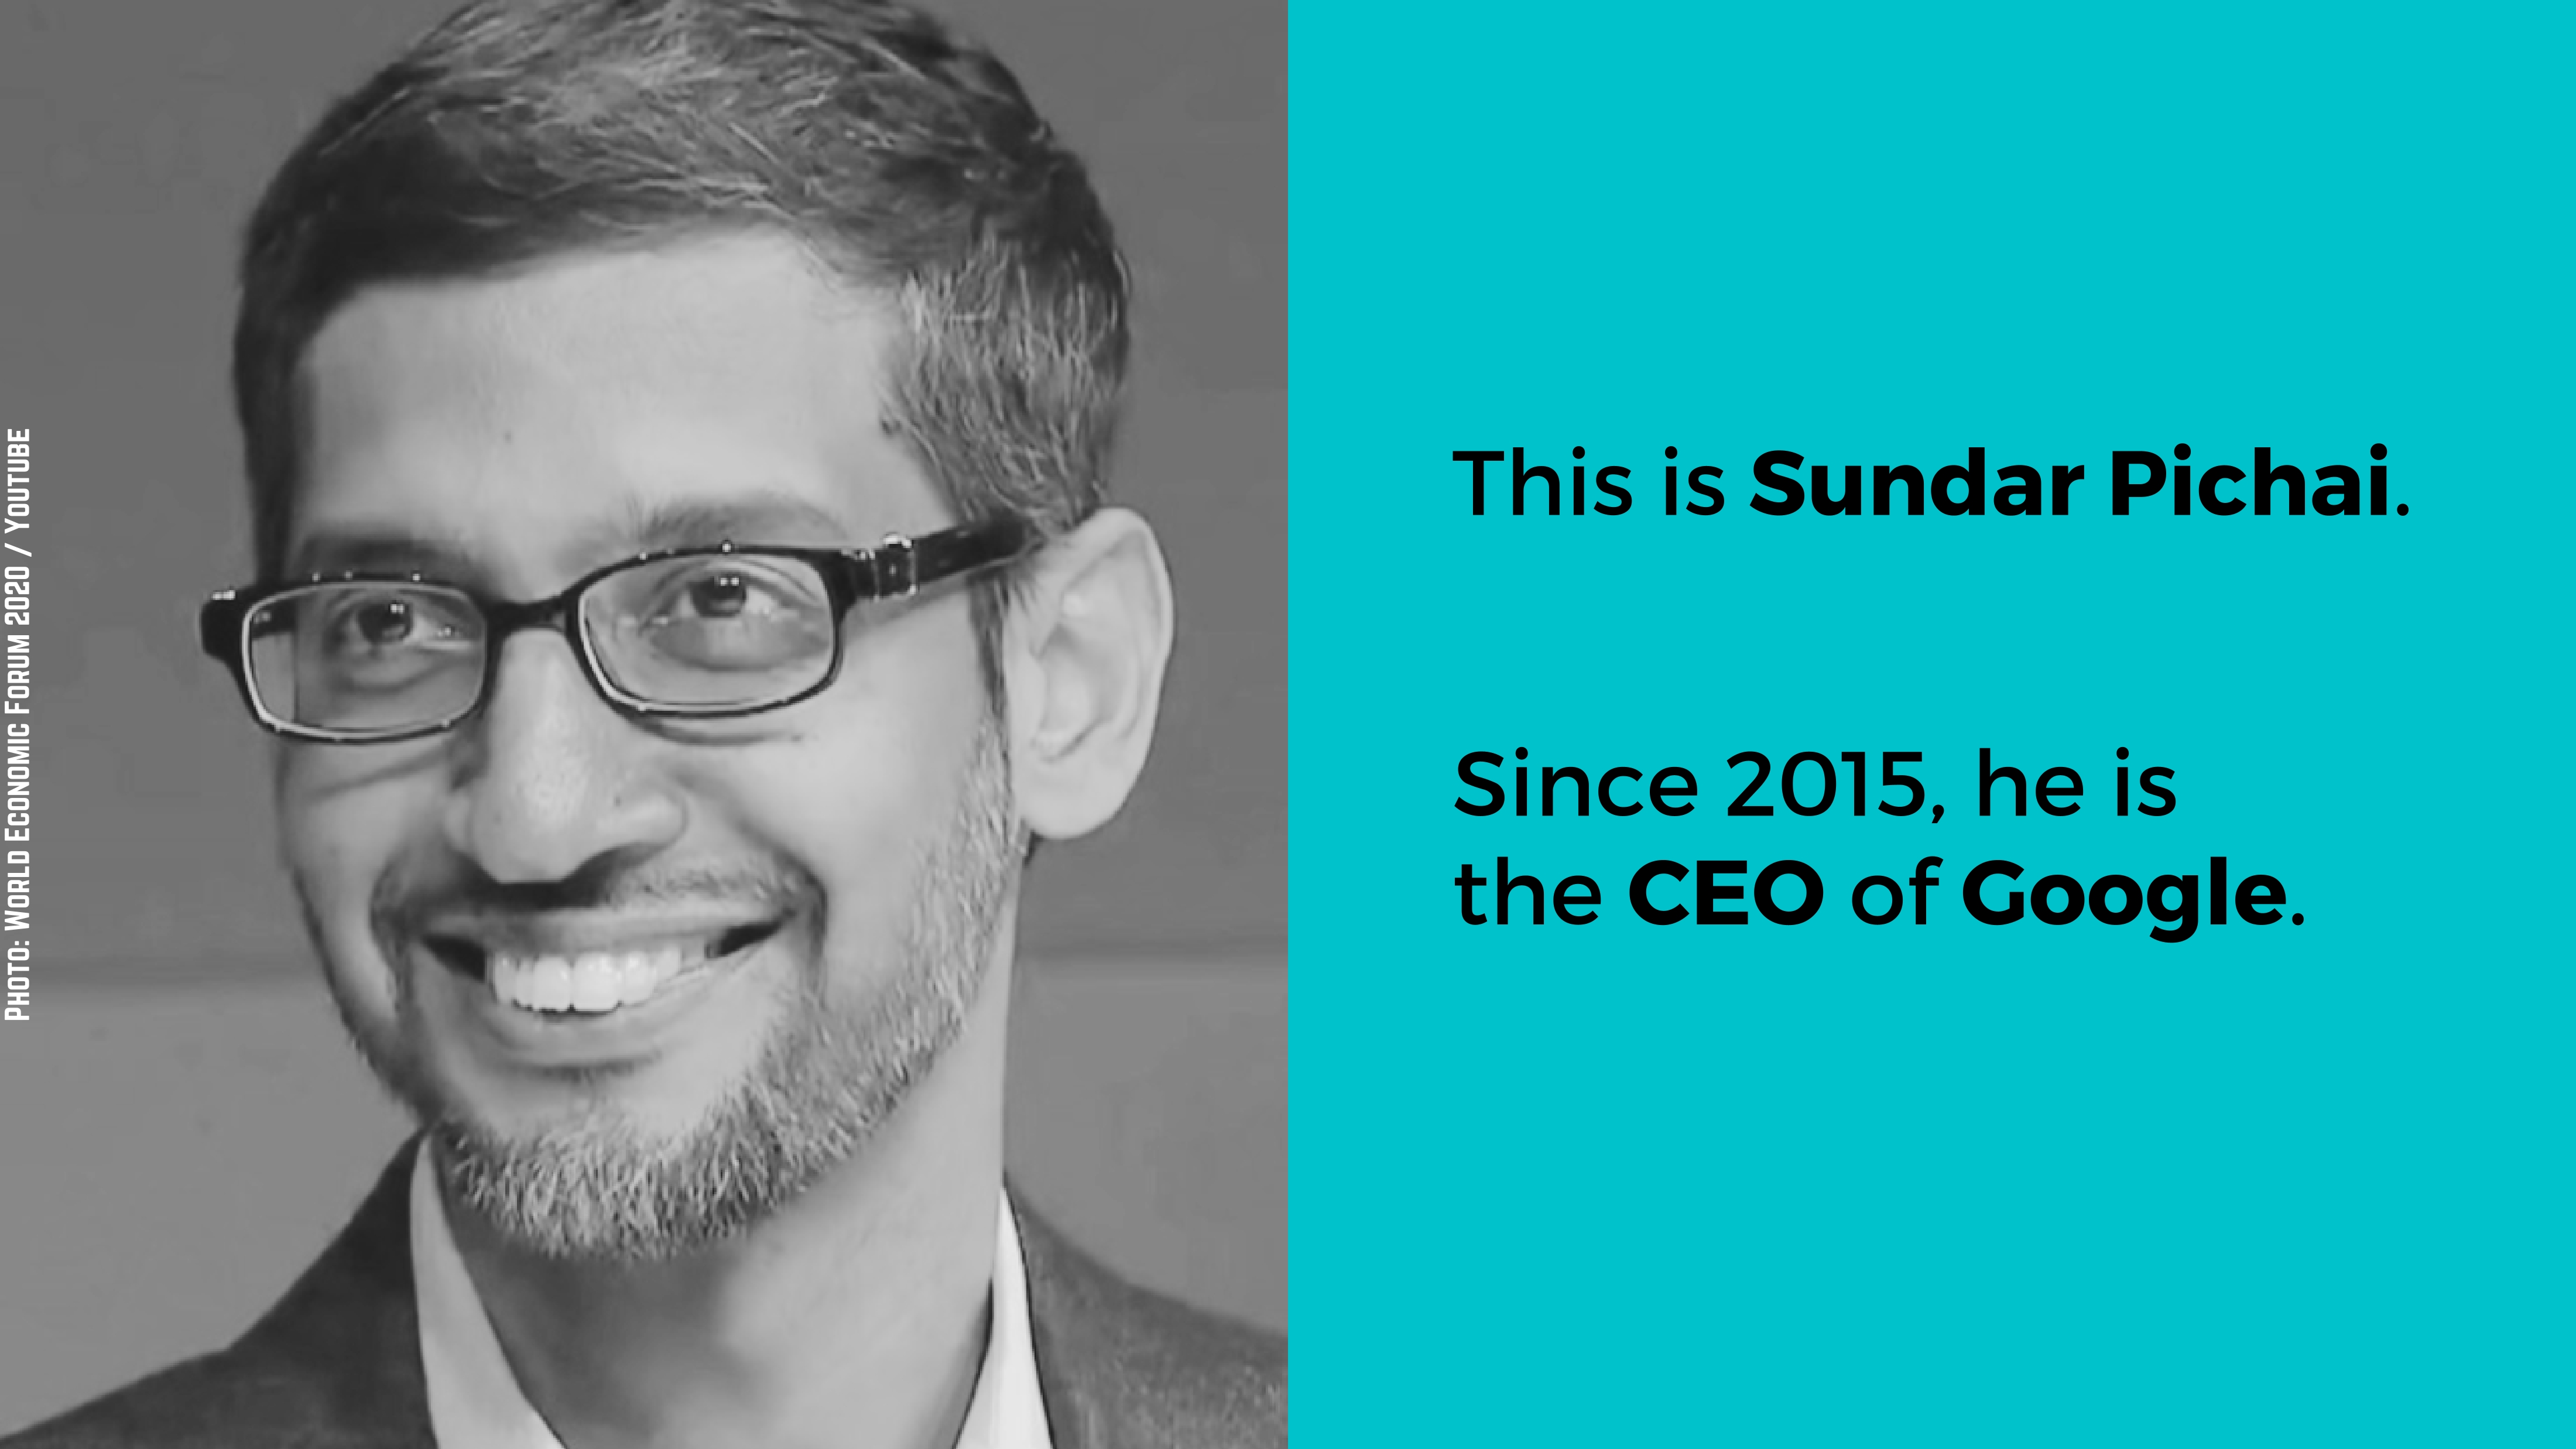 PHOTO: WORLD ECONOMIC FORUM 2020 / YOUTUBE
This is Sundar Pichai.
Since 2015, he is
the CEO of Google.